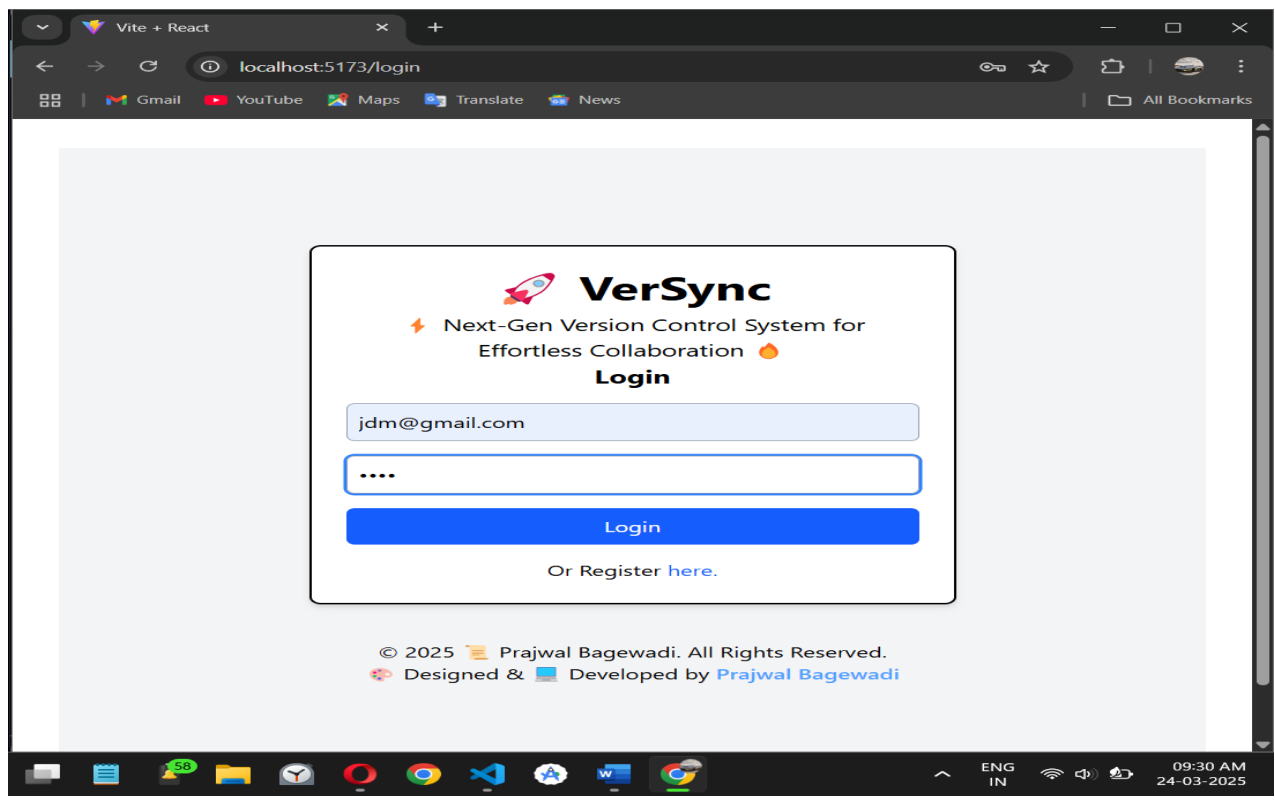 Vite + React
localhost:5173/login
Gmail YouTube Maps Translate News All Bookmarks
🚀 VerSync
⚡ Next-Gen Version Control System for
Effortless Collaboration 🔥
Login
jdm@gmail.com
••••
Login
Or Register here.
© 2025 📜 Prajwal Bagewadi. All Rights Reserved.
🎨 Designed & 💻 Developed by Prajwal Bagewadi
58
ENG
IN
09:30 AM
24-03-2025